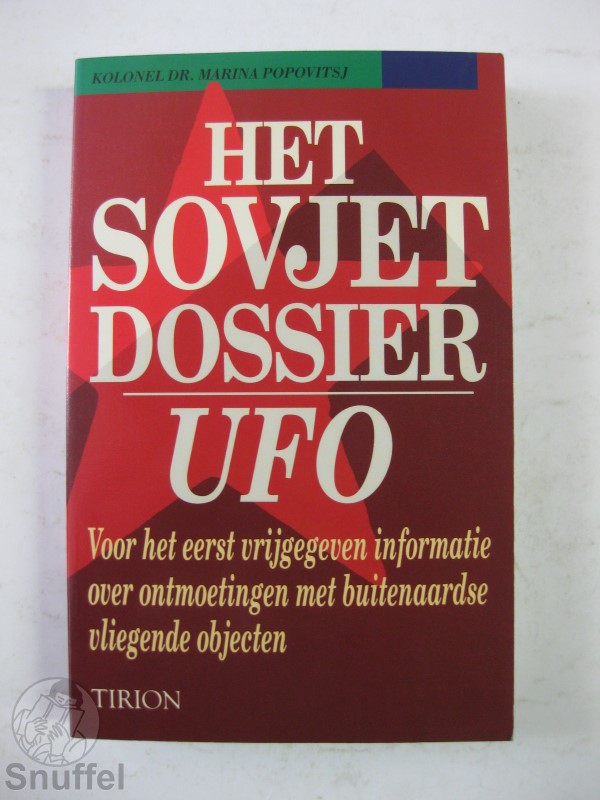 KOLONEL DR. MARINA POPOVITSJ
HET
SOVJET
DOSSIER
UFO
Voor het eerst vrijgegeven informatie
over ontmoetingen met buitenaardse
vliegende objecten
TIRION
Snuffel